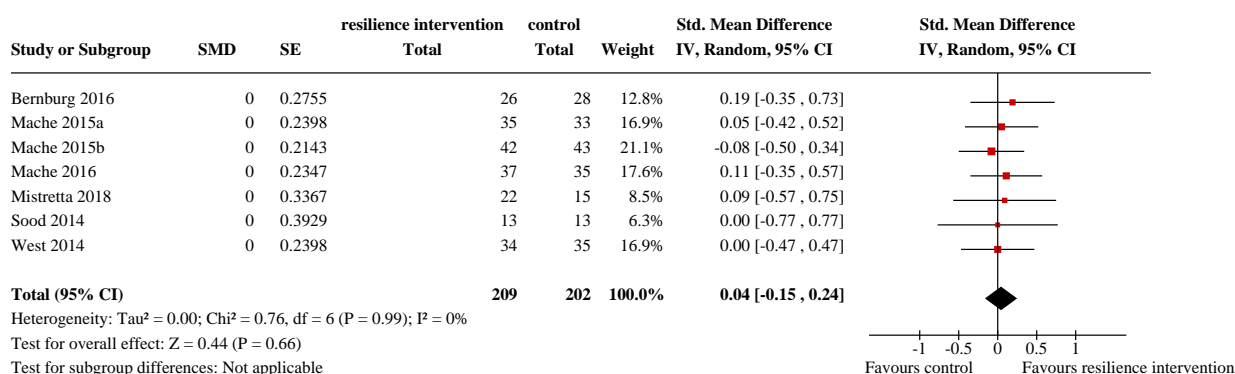 resilience intervention control Std. Mean Difference Std. Mean Difference
Study or Subgroup SMD SE Total Total Weight IV, Random, 95% CI IV, Random, 95% CI
Bernburg 2016 0 0.2755 26 28 12.8% 0.19 [-0.35 , 0.73]
Mache 2015a 0 0.2398 35 33 16.9% 0.05 [-0.42 , 0.52]
Mache 2015b 0 0.2143 42 43 21.1% -0.08 [-0.50 , 0.34]
Mache 2016 0 0.2347 37 35 17.6% 0.11 [-0.35 , 0.57]
Mistretta 2018 0 0.3367 22 15 8.5% 0.09 [-0.57 , 0.75]
Sood 2014 0 0.3929 13 13 6.3% 0.00 [-0.77 , 0.77]
West 2014 0 0.2398 34 35 16.9% 0.00 [-0.47 , 0.47]
Total (95% CI) 209 202 100.0% 0.04 [-0.15 , 0.24]
Heterogeneity: Tau² = 0.00; Chi² = 0.76, df = 6 (P = 0.99); I² = 0%
Test for overall effect: Z = 0.44 (P = 0.66)
-1 -0.5 0 0.5 1
Test for subgroup differences: Not applicable
Favours control Favours resilience intervention